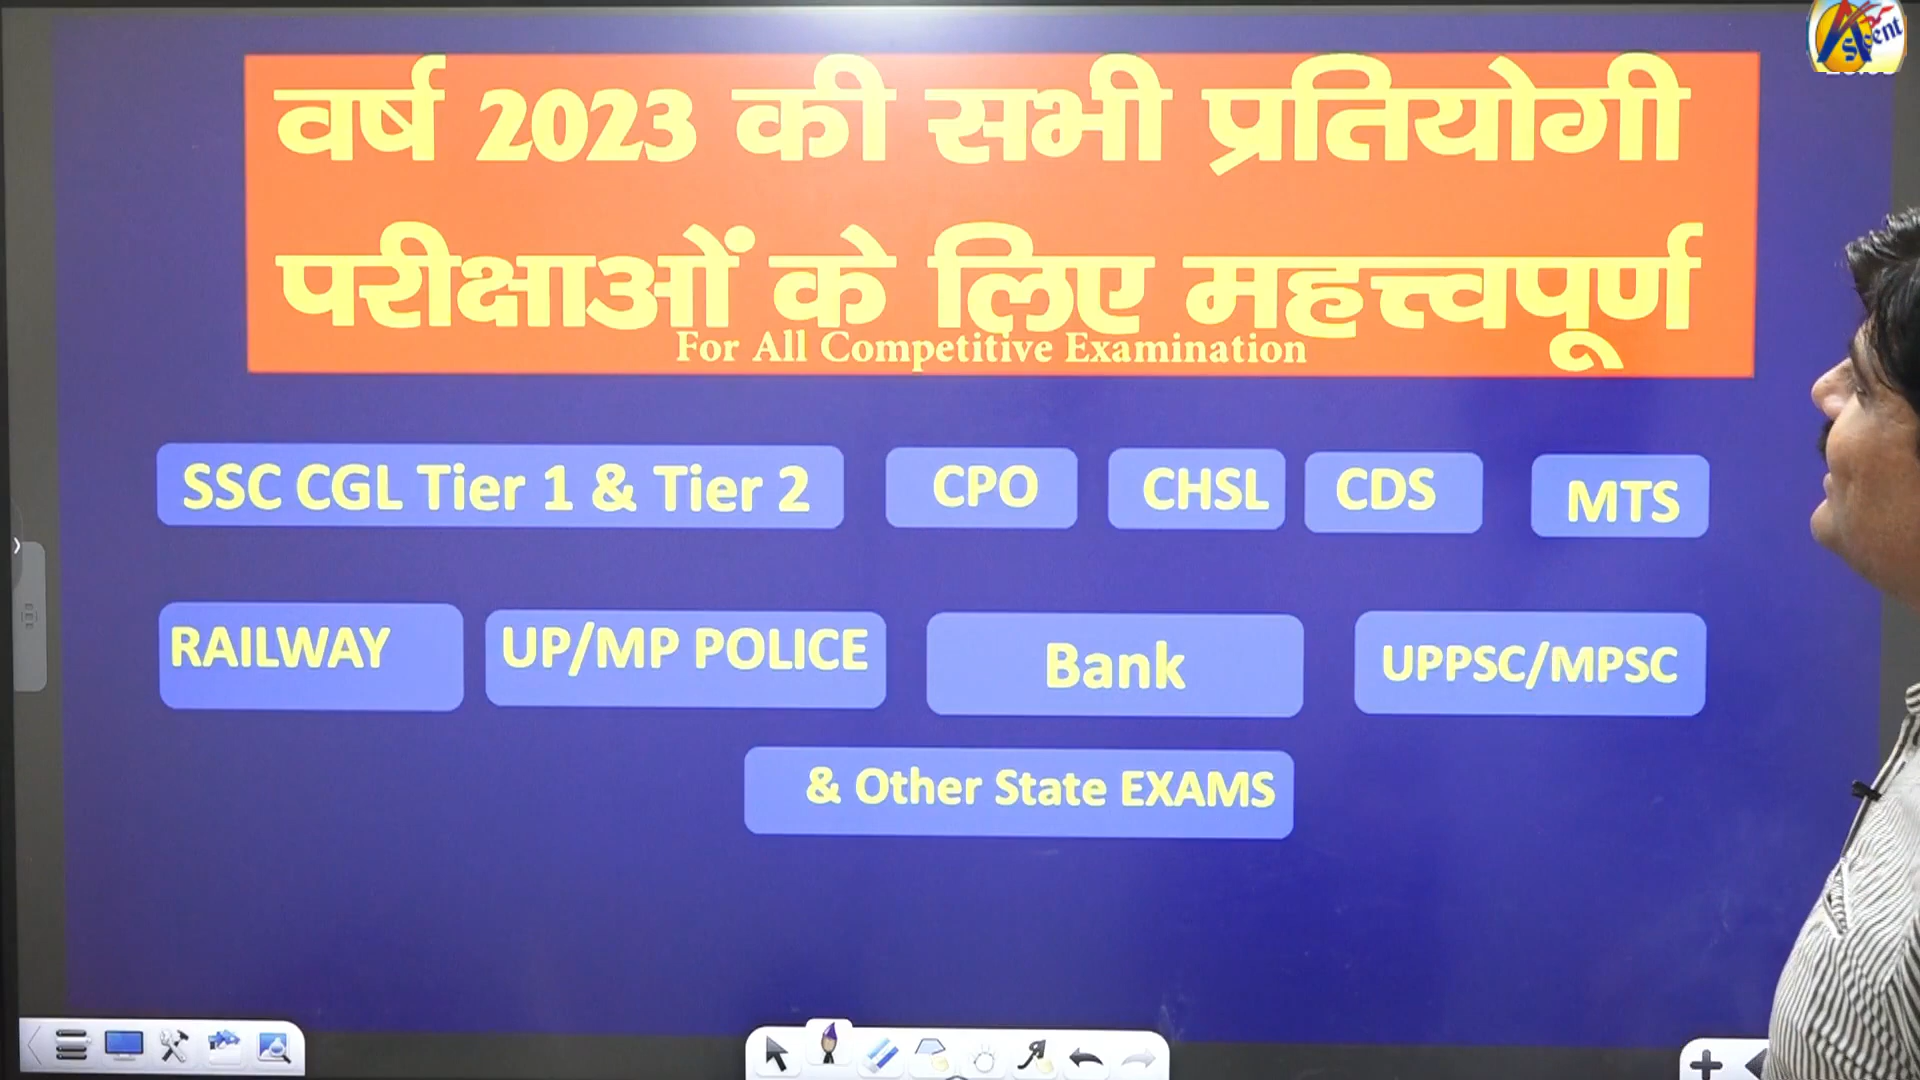 वर्ष 2023 की सभी प्रतियोगी
परीक्षाओं के लिए महत्त्वपूर्ण
For All Competitive Examination
SSC CGL Tier 1 & Tier 2
CPO
CHSL
CDS
MTS
RAILWAY
UP/MP POLICE
Bank
UPPSC/MPSC
& Other State EXAMS